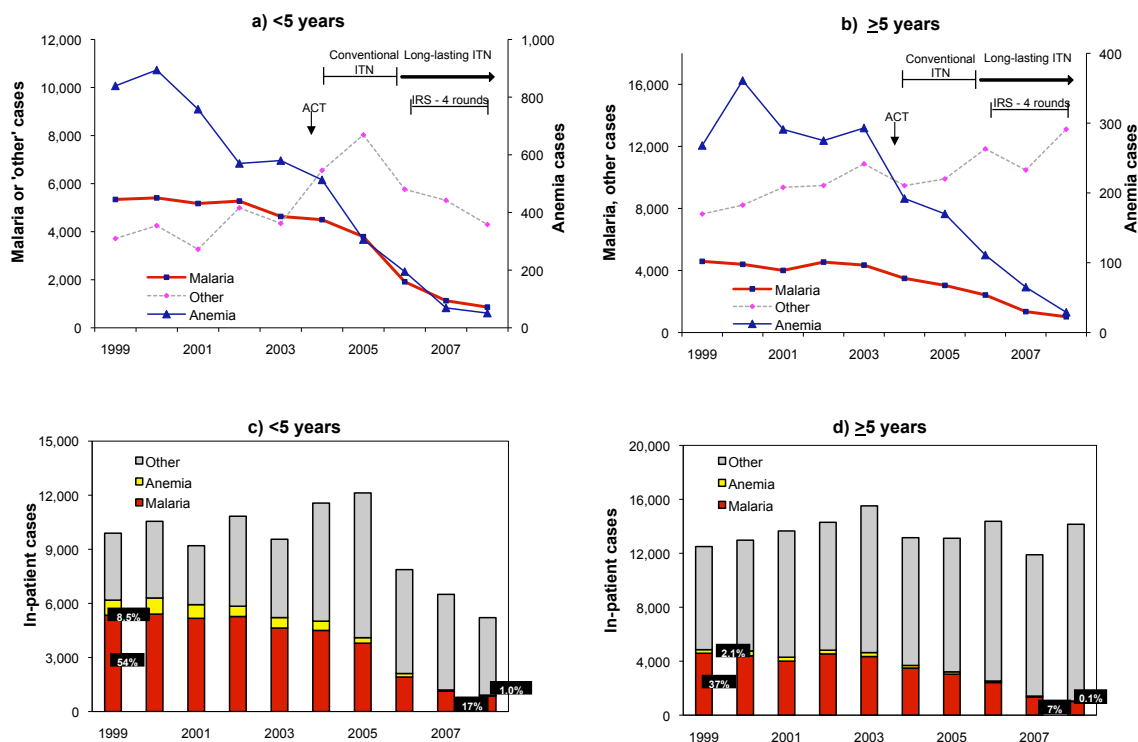 a) <5 years
12,000
10,000
8,000
6,000
4,000
2,000
0
Malaria or 'other' cases
1,000
800
600
400
200
0
Anemia cases
Conventional
ITN
Long-lasting ITN
IRS - 4 rounds
ACT
Malaria
Other
Anemia
1999
2001
2003
2005
2007
b) ≥5 years
16,000
12,000
8,000
4,000
0
Malaria, other cases
400
300
200
100
0
Anemia cases
Conventional
ITN
Long-lasting ITN
IRS - 4 rounds
ACT
Malaria
Other
Anemia
1999
2001
2003
2005
2007
c) <5 years
15,000
12,000
9,000
6,000
3,000
0
In-patient cases
Other
Anemia
Malaria
8.5%
54%
1.0%
17%
1999
2001
2003
2005
2007
d) ≥5 years
20,000
16,000
12,000
8,000
4,000
0
In-patient cases
Other
Anemia
Malaria
2.1%
37%
0.1%
7%
1999
2001
2003
2005
2007